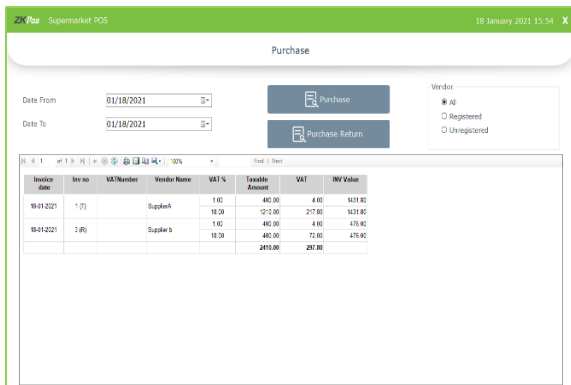 ZKPos Supermarket POS 18 January 2021 15:54 X
Purchase
Date From 01/18/2021
Date To 01/18/2021
Purchase
Purchase Return
Vendor
All
Registered
Unregistered
1 of 1 100% Find | Next
Invoice date Inv no VATNumber Vendor Name VAT % Taxable Amount VAT INV Value
18-01-2021 1 (T) SupplierA 1.00 400.00 4.00 1431.80
18.00 1210.00 217.80 1431.80
18-01-2021 3 (R) Supplier b 1.00 400.00 4.00 476.00
18.00 400.00 72.00 476.00
2410.00 297.80